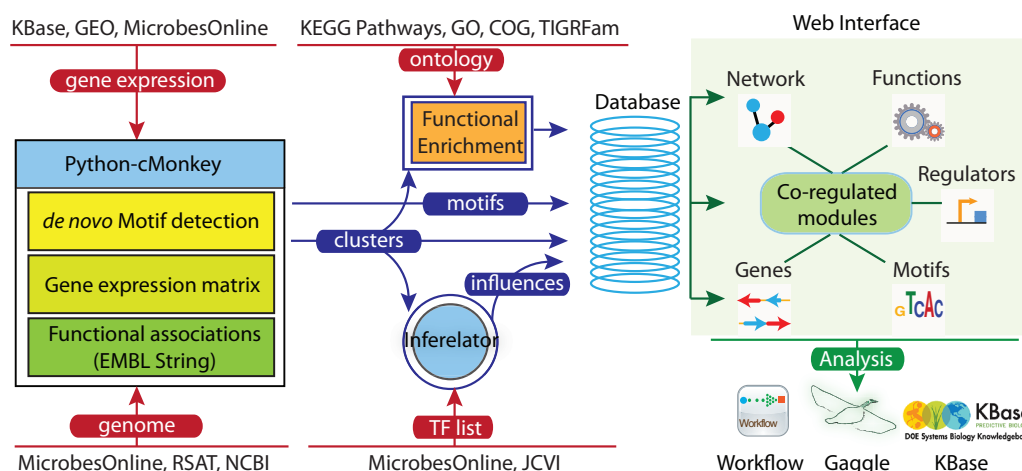 KBase, GEO, MicrobesOnline
gene expression
Python-cMonkey
de novo Motif detection
Gene expression matrix
Functional associations
(EMBL String)
genome
MicrobesOnline, RSAT, NCBI
KEGG Pathways, GO, COG, TIGRFam
ontology
Functional
Enrichment
motifs
clusters
influences
Inferelator
TF list
MicrobesOnline, JCVI
Database
Web Interface
Network
Functions
Co-regulated
modules
Regulators
Genes
Motifs
GTCAC
Analysis
Workflow
KBase
PREDICTIVE BIOLO
DOE Systems Biology Knowledgeba
Workflow
Gaggle
KBase